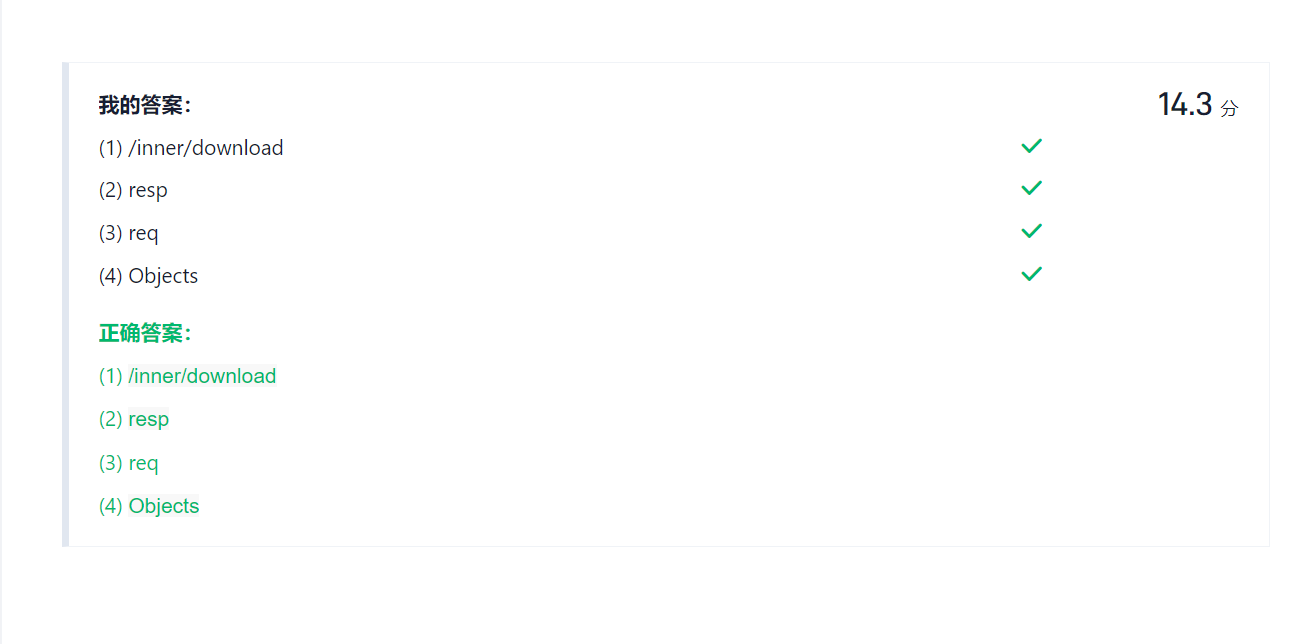 我的答案:
14.3 分
(1) /inner/download
(2) resp
(3) req
(4) Objects
正确答案:
(1) /inner/download
(2) resp
(3) req
(4) Objects